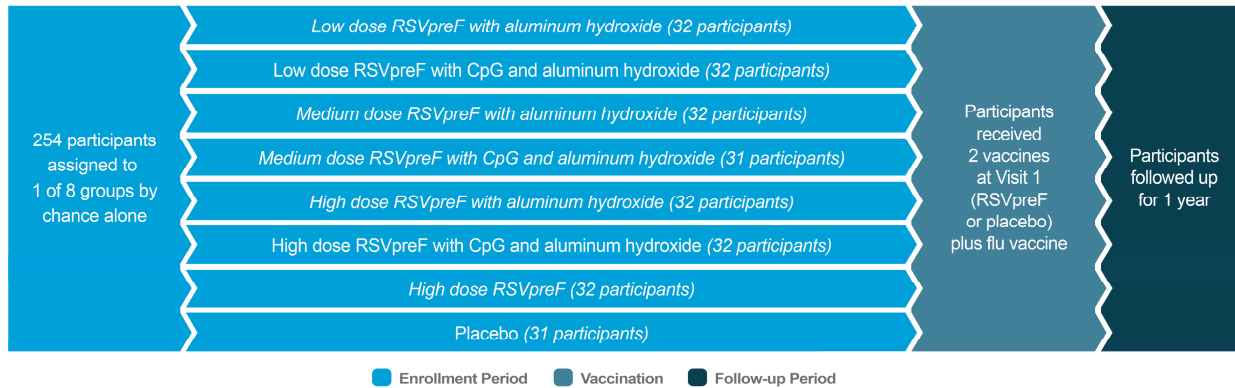 254 participants
assigned to
1 of 8 groups by
chance alone
Low dose RSVpreF with aluminum hydroxide (32 participants)
Low dose RSVpreF with CpG and aluminum hydroxide (32 participants)
Medium dose RSVpreF with aluminum hydroxide (32 participants)
Medium dose RSVpreF with CpG and aluminum hydroxide (31 participants)
High dose RSVpreF with aluminum hydroxide (32 participants)
High dose RSVpreF with CpG and aluminum hydroxide (32 participants)
High dose RSVpreF (32 participants)
Placebo (31 participants)
Participants
received
2 vaccines
at Visit 1
(RSVpreF
or placebo)
plus flu vaccine
Participants
followed up
for 1 year
Enrollment Period
Vaccination
Follow-up Period